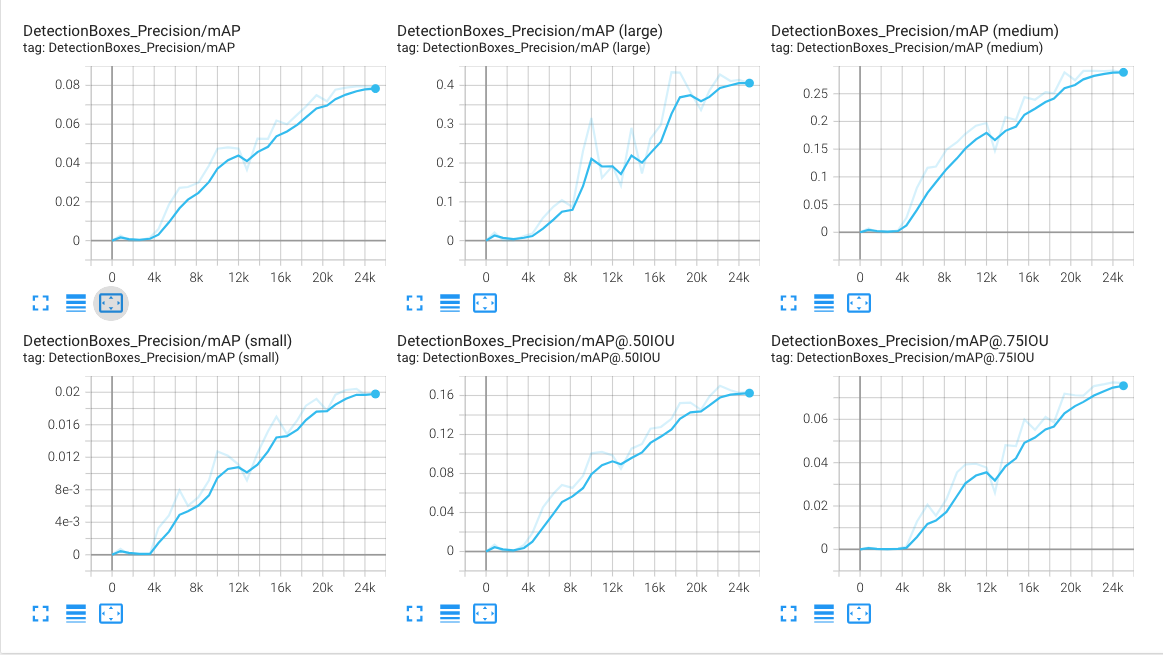 DetectionBoxes_Precision/mAP
tag: DetectionBoxes_Precision/mAP
0.08
0.06
0.04
0.02
0
0 4k 8k 12k 16k 20k 24k
DetectionBoxes_Precision/mAP (large)
tag: DetectionBoxes_Precision/mAP (large)
0.4
0.3
0.2
0.1
0
0 4k 8k 12k 16k 20k 24k
DetectionBoxes_Precision/mAP (medium)
tag: DetectionBoxes_Precision/mAP (medium)
0.25
0.2
0.15
0.1
0.05
0
0 4k 8k 12k 16k 20k 24k
DetectionBoxes_Precision/mAP (small)
tag: DetectionBoxes_Precision/mAP (small)
0.02
0.016
0.012
8e-3
4e-3
0
0 4k 8k 12k 16k 20k 24k
DetectionBoxes_Precision/mAP@.50IOU
tag: DetectionBoxes_Precision/mAP@.50IOU
0.16
0.12
0.08
0.04
0
0 4k 8k 12k 16k 20k 24k
DetectionBoxes_Precision/mAP@.75IOU
tag: DetectionBoxes_Precision/mAP@.75IOU
0.06
0.04
0.02
0
0 4k 8k 12k 16k 20k 24k